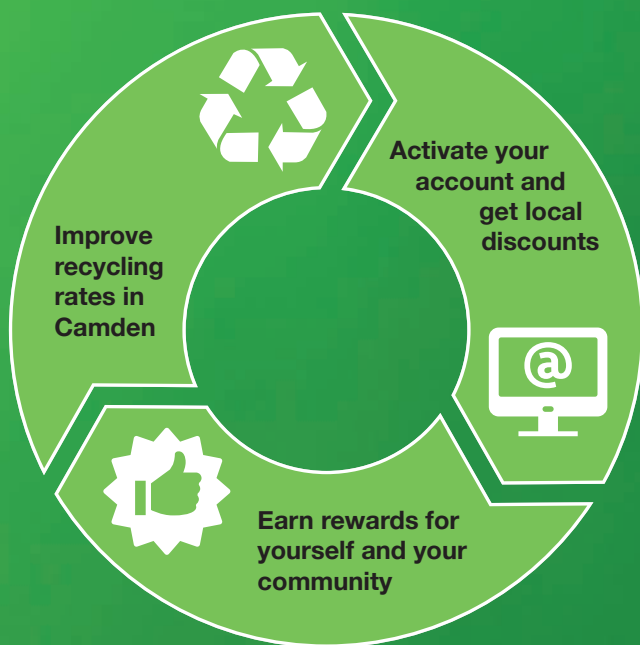 Activate your
account and
get local
discounts
@
Earn rewards for
yourself and your
community
Improve
recycling
rates in
Camden